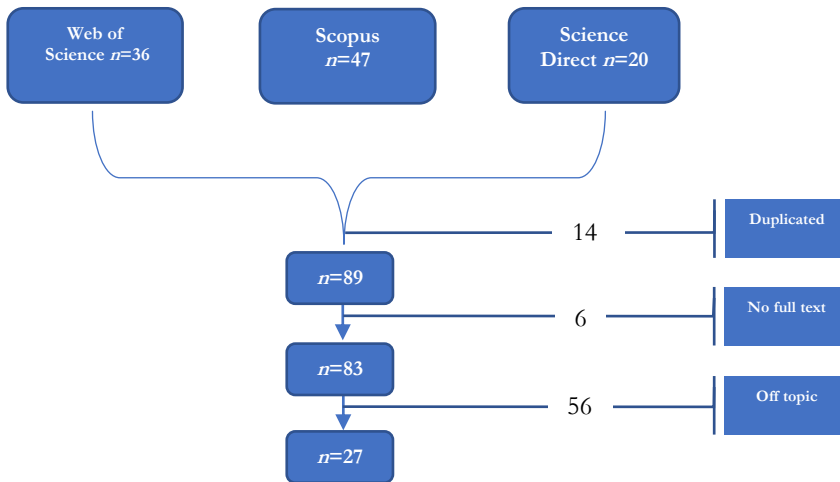 Web of
Science n=36
Scopus
n=47
Science
Direct n=20
14
Duplicated
n=89
6
No full text
n=83
56
Off topic
n=27